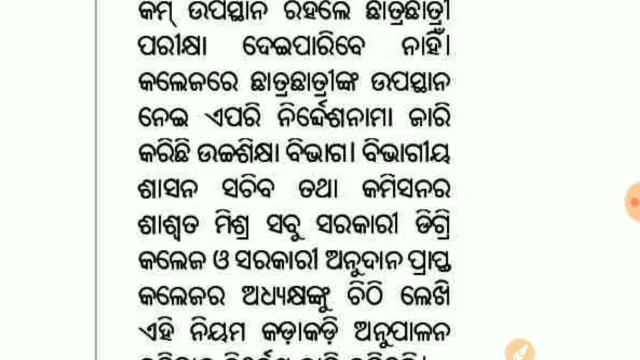 କମ୍ ଉପସ୍ଥାନ ରହଲେ ଛାତ୍ରଛାତ୍ରୀ
ପରୀକ୍ଷା ଦେଇପାରିବେ ନାହିଁ।
କଲେଜରେ ଛାତ୍ରଛାତ୍ରୀଙ୍କ ଉପସ୍ଥାନ
ନେଇ ଏପରି ନିର୍ଦ୍ଦେଶନାମା ଜାରି
କରିଛି ଉଚ୍ଚଶିକ୍ଷା ବିଭାଗ। ବିଭାଗୀୟ
ଶାସନ ସଚିବ ତଥା କମିସନର
ଶାଶ୍ୱତ ମିଶ୍ର ସବୁ ସରକାରୀ ଡିଗ୍ରି
କଲେଜ ଓ ସରକାରୀ ଅନୁଦାନ ପ୍ରାପ୍ତ
କଲେଜର ଅଧ୍ୟକ୍ଷଙ୍କୁ ଚିଠି ଲେଖି
ଏହି ନିୟମ କଡ଼ାକଡ଼ି ଅନୁପାଳନ